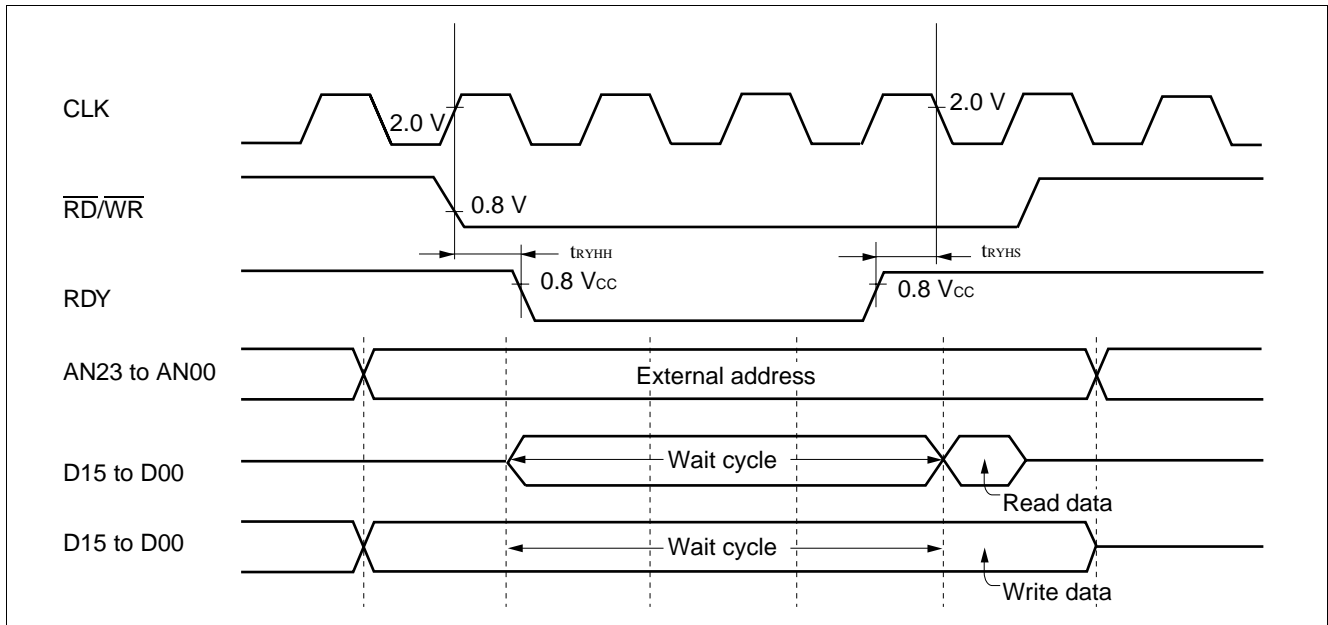 CLK
2.0 V
2.0 V
RD/WR
0.8 V
tRYHH
tRYHS
RDY
0.8 VCC
0.8 VCC
AN23 to AN00
External address
D15 to D00
Wait cycle
Read data
D15 to D00
Wait cycle
Write data